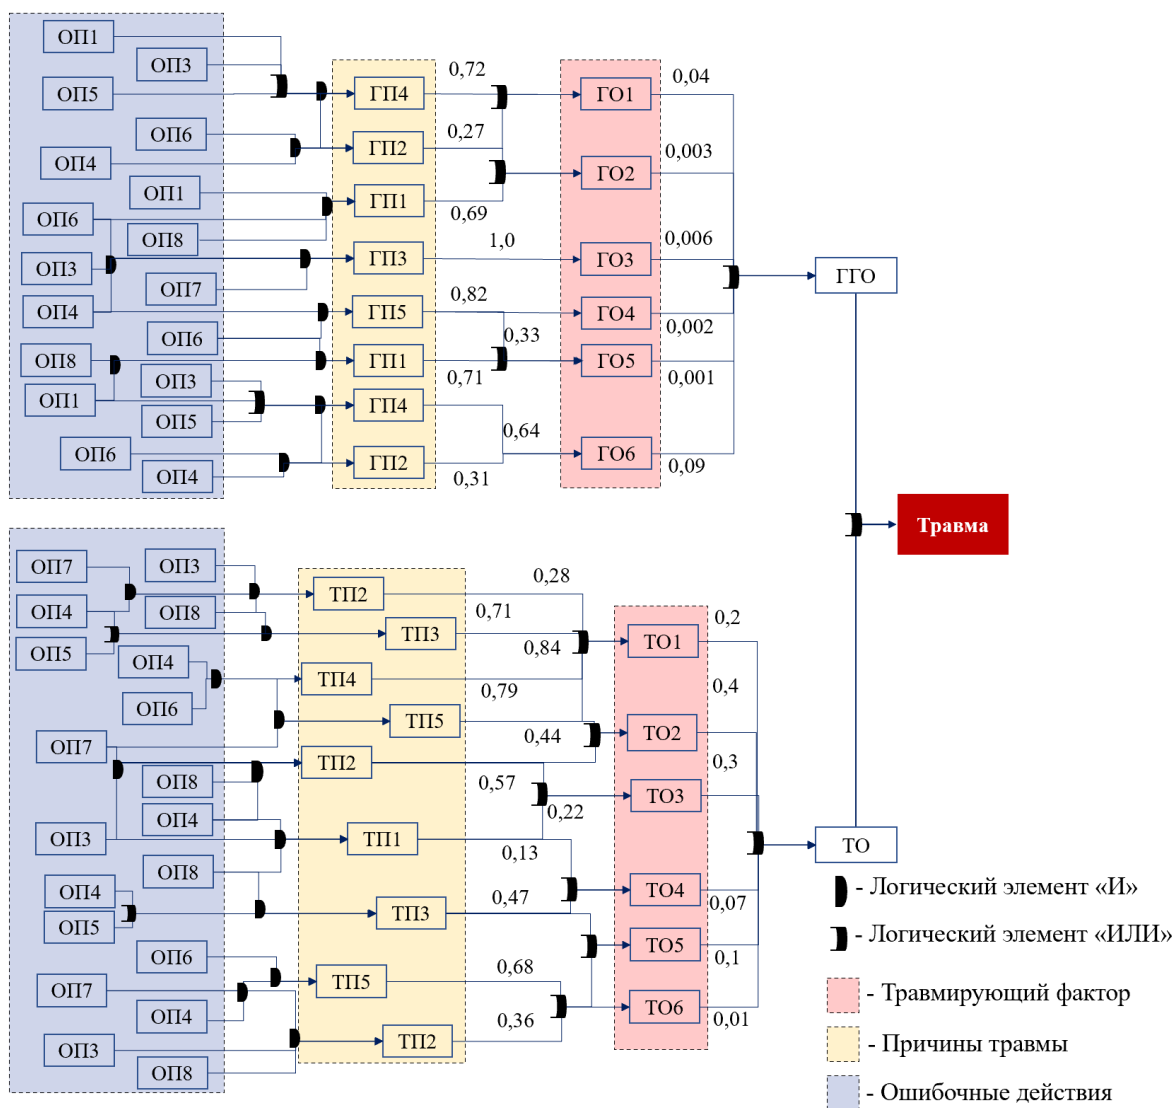 ОП1
ОП3
ОП5
ОП6
ОП4
ОП1
ОП6
ОП8
ОП3
ОП7
ОП4
ОП6
ОП8
ОП3
ОП1
ОП5
ОП6
ОП4
ГП4
ГП2
ГП1
ГП3
ГП5
ГП1
ГП4
ГП2
0,72
0,27
0,69
1,0
0,82
0,33
0,71
0,64
0,31
ГО1
ГО2
ГО3
ГО4
ГО5
ГО6
0,04
0,003
0,006
0,002
0,001
0,09
ГГО
Травма
ОП7
ОП3
ОП4
ОП8
ОП5
ОП4
ОП6
ОП7
ОП8
ОП4
ОП3
ОП8
ОП4
ОП5
ОП6
ОП7
ОП4
ОП3
ОП8
ТП2
ТП3
ТП4
ТП5
ТП2
ТП1
ТП3
ТП5
ТП2
0,28
0,71
0,84
0,79
0,44
0,57
0,22
0,13
0,47
0,68
0,36
ТО1
ТО2
ТО3
ТО4
ТО5
ТО6
0,2
0,4
0,3
0,07
0,1
0,01
ТО
- Логический элемент «И»
- Логический элемент «ИЛИ»
- Травмирующий фактор
- Причины травмы
- Ошибочные действия